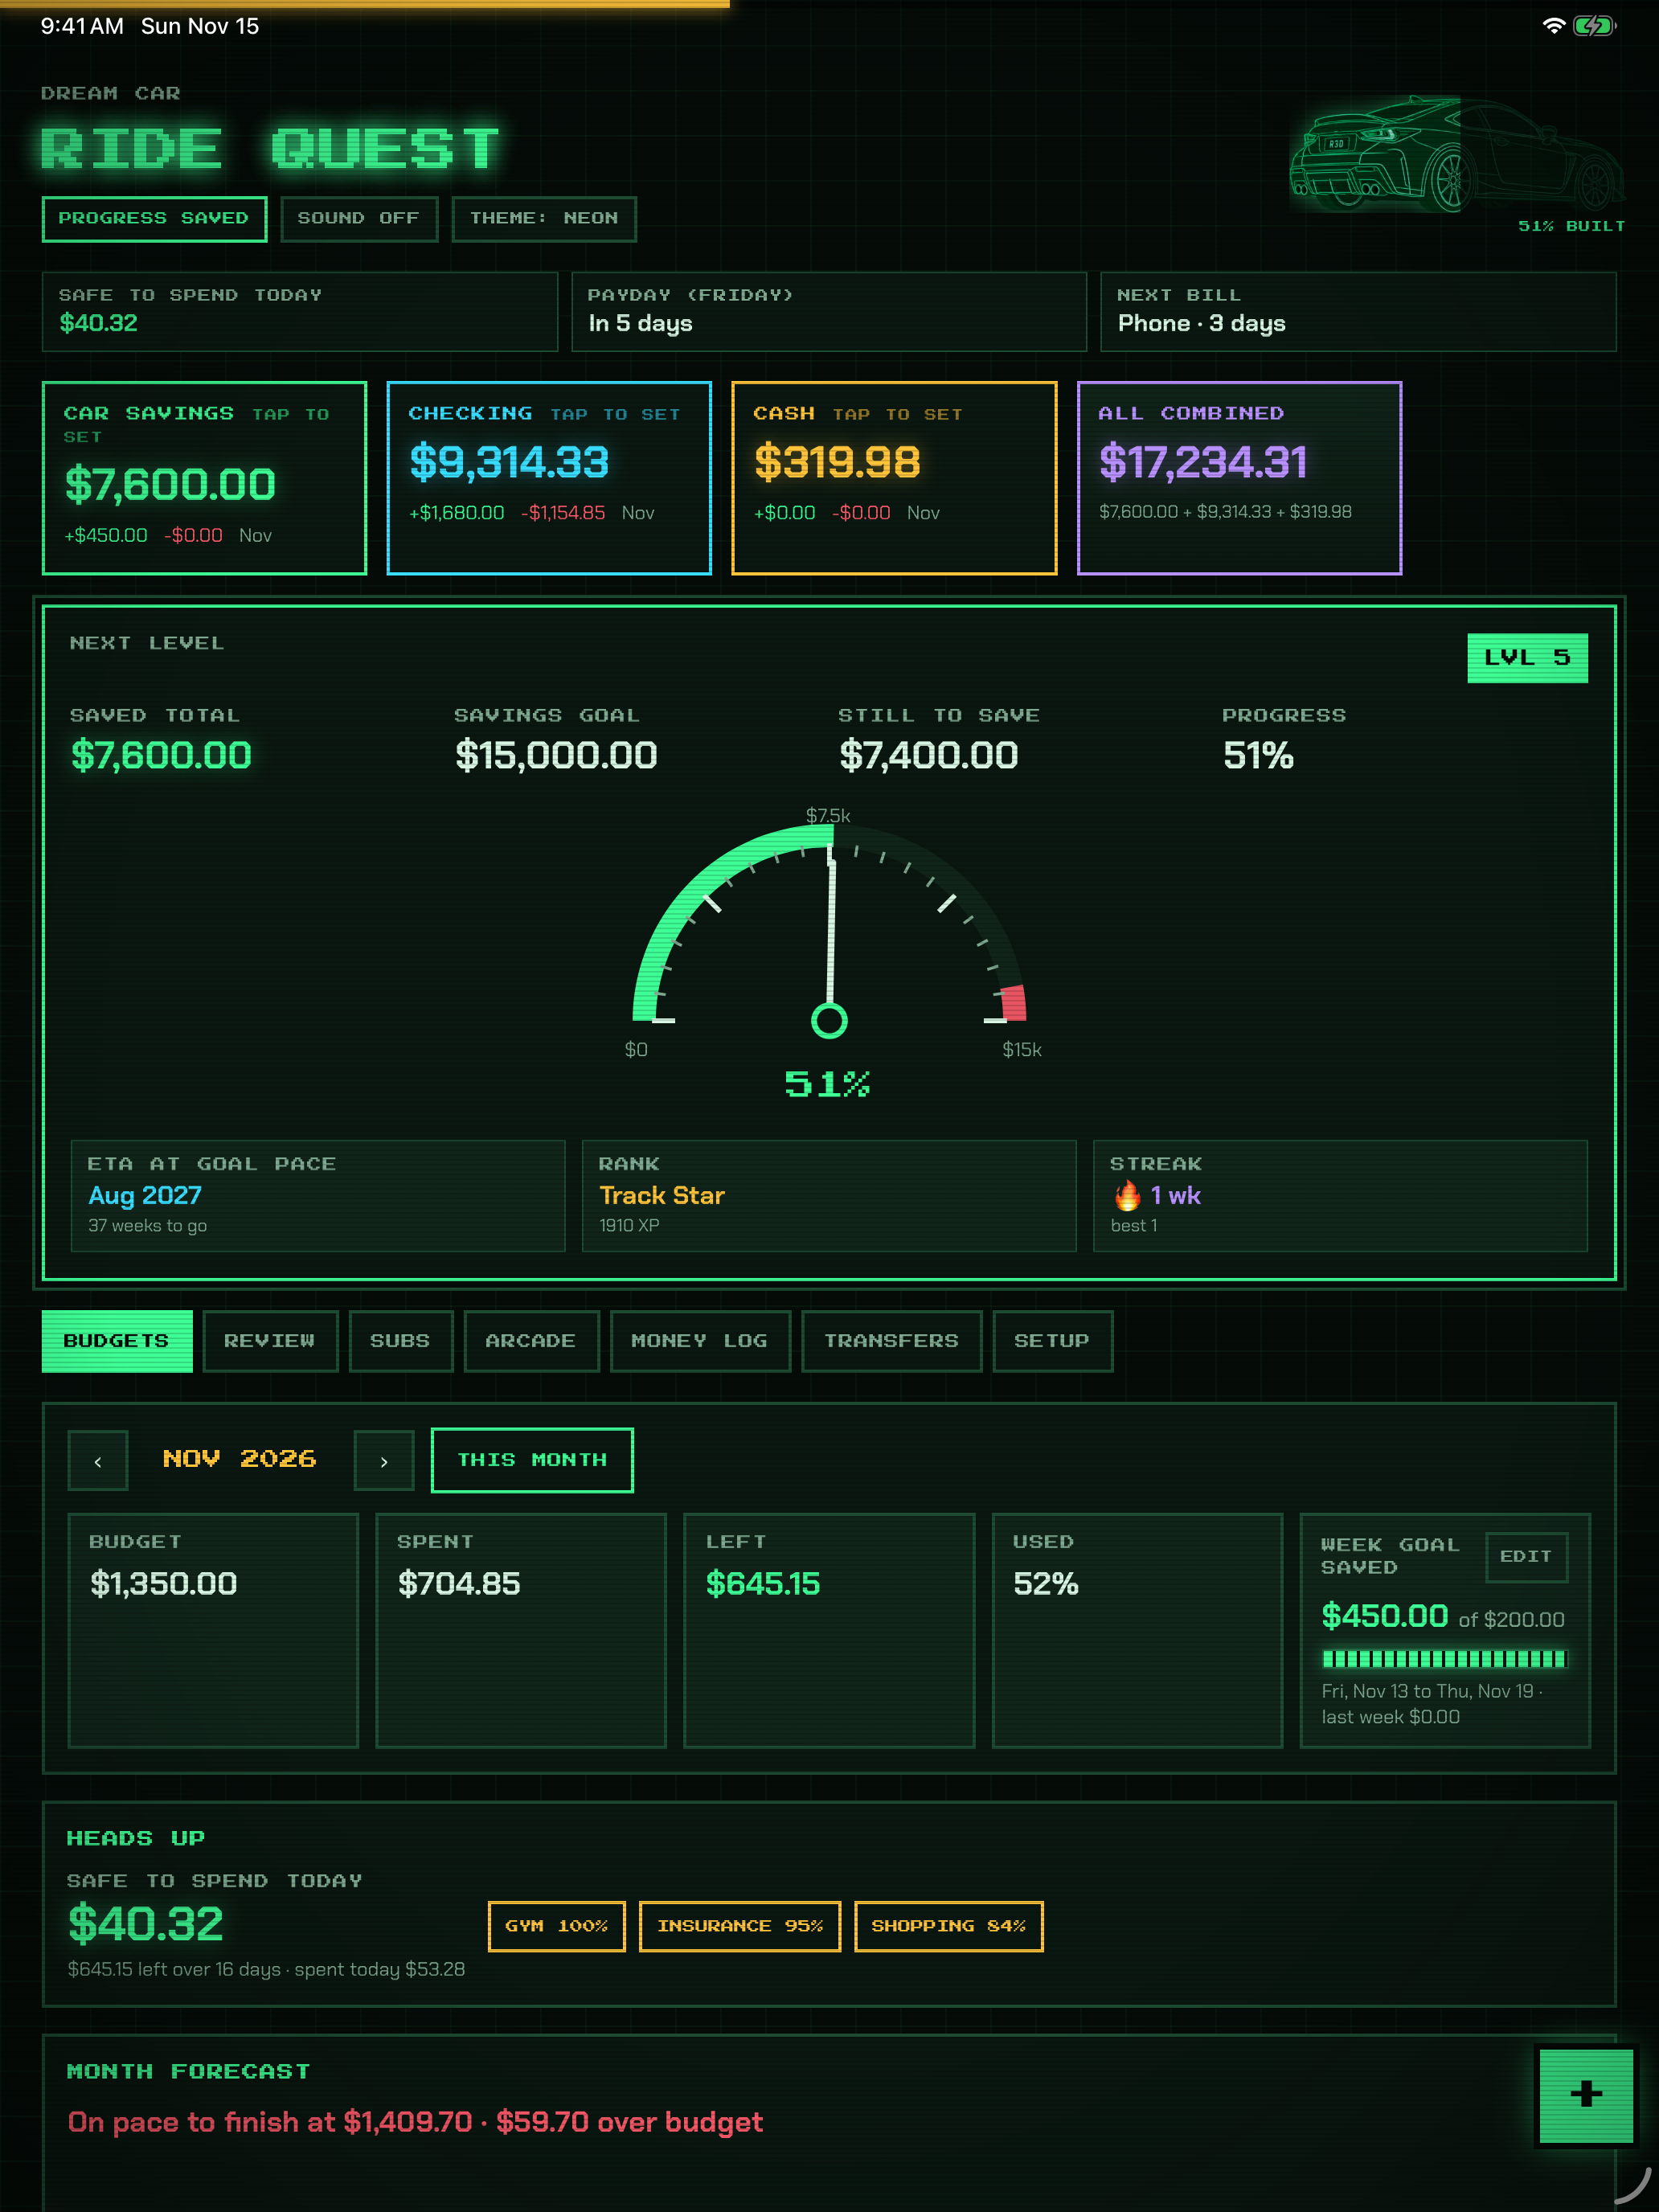 9:41 AM Sun Nov 15
DREAM CAR
RIDE QUEST
R3D
PROGRESS SAVED
SOUND OFF
THEME: NEON
51% BUILT
SAFE TO SPEND TODAY
$40.32
PAYDAY (FRIDAY)
In 5 days
NEXT BILL
Phone · 3 days
CAR SAVINGS TAP TO
SET
$7,600.00
+$450.00 -$0.00 Nov
CHECKING TAP TO SET
$9,314.33
+$1,680.00 -$1,154.85 Nov
CASH TAP TO SET
$319.98
+$0.00 -$0.00 Nov
ALL COMBINED
$17,234.31
$7,600.00 + $9,314.33 + $319.98
NEXT LEVEL
LVL 5
SAVED TOTAL
$7,600.00
SAVINGS GOAL
$15,000.00
STILL TO SAVE
$7,400.00
PROGRESS
51%
$7.5k
$0
$15k
51%
ETA AT GOAL PACE
Aug 2027
37 weeks to go
RANK
Track Star
1910 XP
STREAK
🔥 1 wk
best 1
BUDGETS
REVIEW
SUBS
ARCADE
MONEY LOG
TRANSFERS
SETUP
‹
NOV 2026
›
THIS MONTH
BUDGET
$1,350.00
SPENT
$704.85
LEFT
$645.15
USED
52%
WEEK GOAL
SAVED
EDIT
$450.00 of $200.00
Fri, Nov 13 to Thu, Nov 19 ·
last week $0.00
HEADS UP
SAFE TO SPEND TODAY
$40.32
$645.15 left over 16 days · spent today $53.28
GYM 100%
INSURANCE 95%
SHOPPING 84%
MONTH FORECAST
On pace to finish at $1,409.70 · $59.70 over budget
+